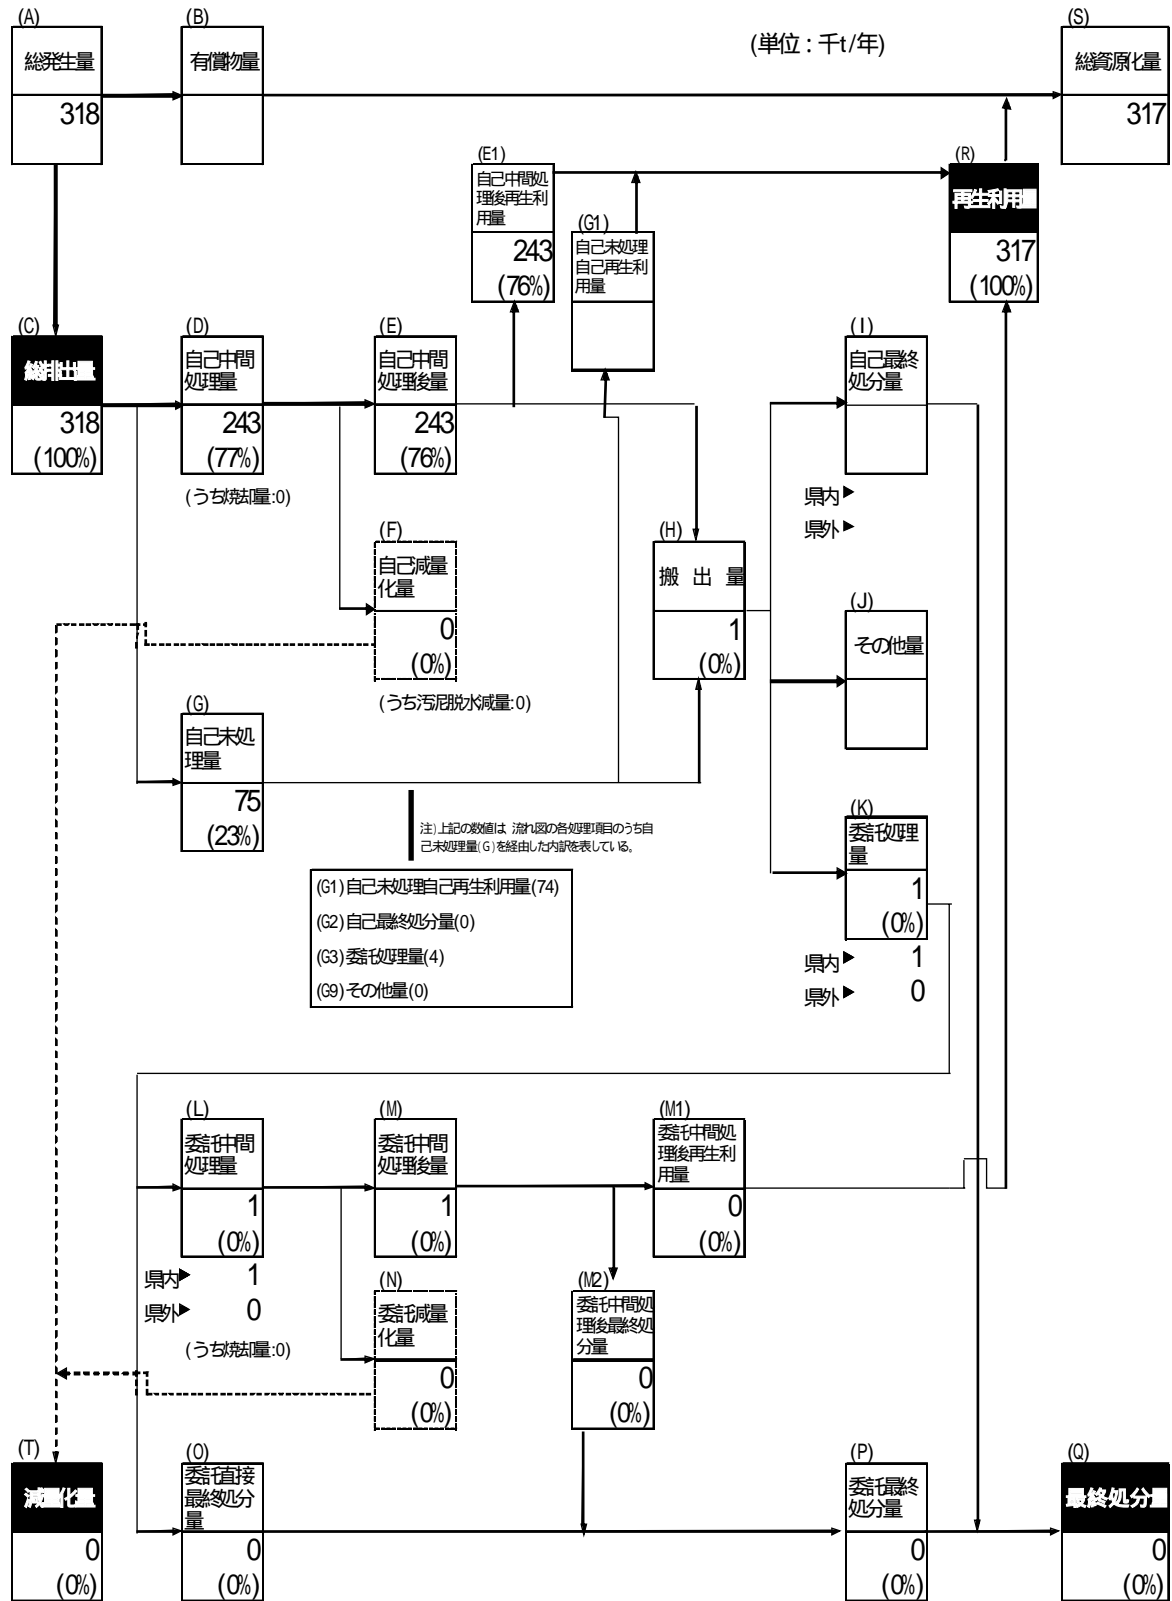 (A)
総発生量
318
(B)
有償物量
(単位：千t/年)
(S)
総資源化量
317
(E1)
自己中間処
理後再生利
用量
243
(76%)
(G1)
自己未処理
自己再生利
用量
(R)
再生利用量
317
(100%)
(C)
総排出量
318
(100%)
(D)
自己中間
処理量
243
(77%)
(うち焼却量:0)
(E)
自己中間
処理後量
243
(76%)
(I)
自己最終
処分量
県内▶
県外▶
(F)
自己減量
化量
0
(0%)
(うち汚泥脱水減量:0)
(H)
搬出量
1
(0%)
(J)
その他量
(G)
自己未処
理量
75
(23%)
注)上記の数値は 流れ図の各処理項目のうち自
己未処理量(G)を経由した内訳を表している。
(G1)自己未処理自己再生利用量(74)
(G2)自己最終処分量(0)
(G3)委託処理量(4)
(G9)その他量(0)
(K)
委託処理
量
1
(0%)
県内▶ 1
県外▶ 0
(L)
委託中間
処理量
1
(0%)
県内▶ 1
県外▶ 0
(うち焼却量:0)
(M)
委託中間
処理後量
1
(0%)
(M1)
委託中間処
理後再生利
用量
0
(0%)
(N)
委託減量
化量
0
(0%)
(M2)
委託中間処
理後最終処
分量
0
(0%)
(T)
減量化量
0
(0%)
(O)
委託直接
最終処分
量
0
(0%)
(P)
委託最終
処分量
0
(0%)
(Q)
最終処分量
0
(0%)